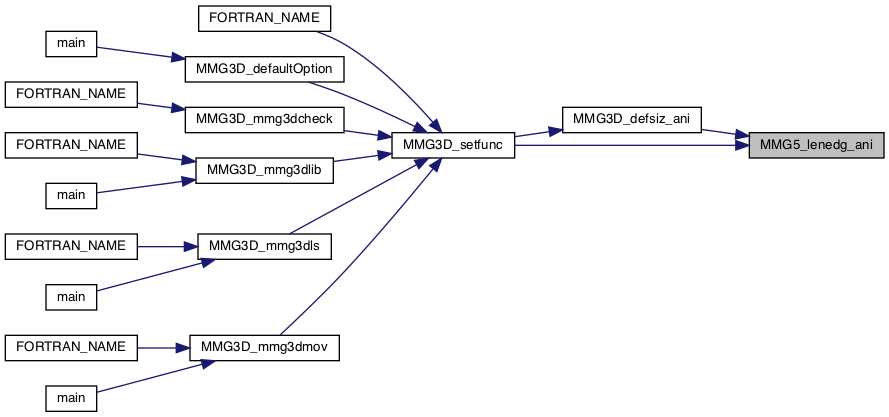 FORTRAN_NAME
main
MMG3D_defaultOption
FORTRAN_NAME
MMG3D_mmg3dcheck
MMG3D_defsiz_ani
FORTRAN_NAME
MMG3D_setfunc
MMG5_lenedg_ani
MMG3D_mmg3dlib
main
FORTRAN_NAME
MMG3D_mmg3dls
main
FORTRAN_NAME
MMG3D_mmg3dmov
main